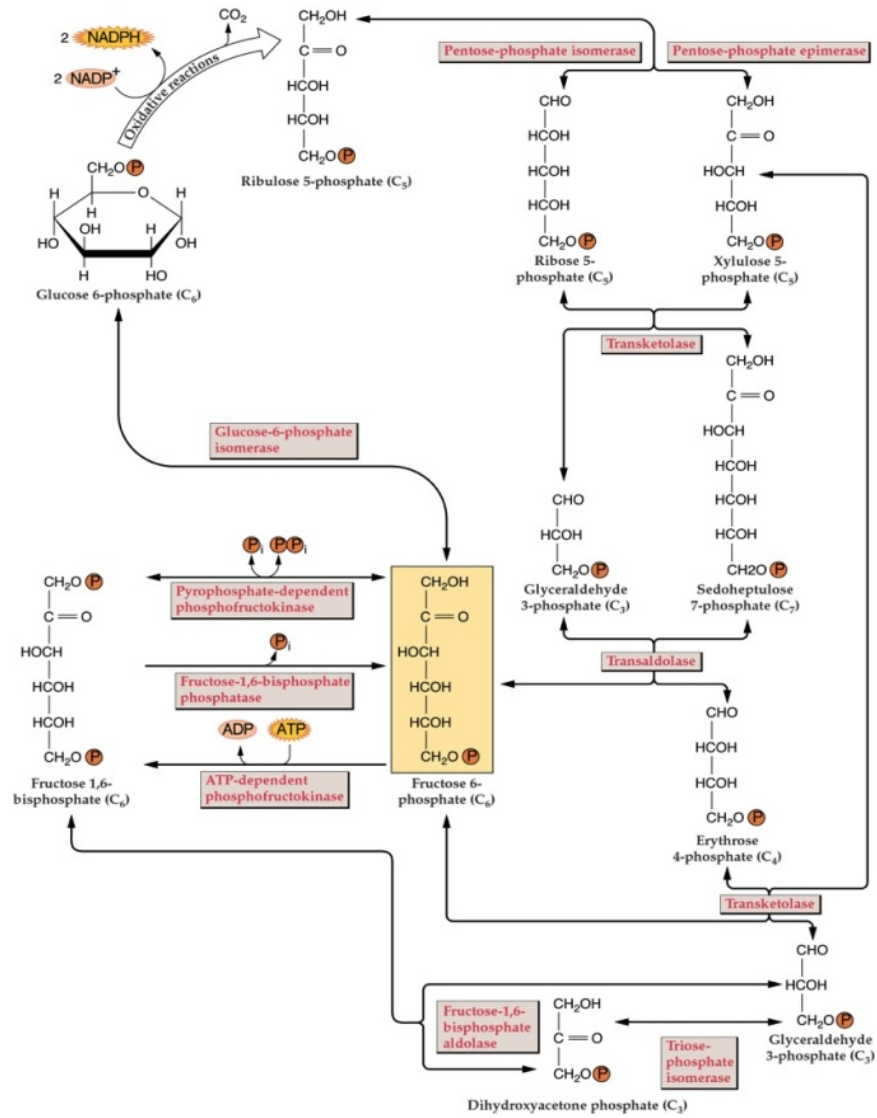 CO₂
2 NADPH
2 NADP⁺
Oxidative reactions
CH₂OH
C=O
HCOH
HCOH
CH₂O P
Ribulose 5-phosphate (C₅)
Pentose-phosphate isomerase
Pentose-phosphate epimerase
CHO
HCOH
HCOH
HCOH
CH₂O P
Ribose 5-
phosphate (C₅)
CH₂OH
C=O
HOCH
HCOH
CH₂O P
Xylulose 5-
phosphate (C₅)
CH₂O P
H
O
H
H
H
OH
H
HO
OH
H
OH
Glucose 6-phosphate (C₆)
Transketolase
Glucose-6-phosphate
isomerase
CHO
HCOH
CH₂O P
Glyceraldehyde
3-phosphate (C₃)
CH₂OH
C=O
HOCH
HCOH
HCOH
HCOH
CH2O P
Sedoheptulose
7-phosphate (C₇)
Transaldolase
CH₂O P
C=O
HOCH
HCOH
HCOH
CH₂O P
Fructose 1,6-
bisphosphate (C₆)
Pᵢ PPᵢ
Pyrophosphate-dependent
phosphofructokinase
Pᵢ
Fructose-1,6-bisphosphate
phosphatase
ADP ATP
ATP-dependent
phosphofructokinase
CH₂OH
C=O
HOCH
HCOH
HCOH
CH₂O P
Fructose 6-
phosphate (C₆)
CHO
HCOH
HCOH
CH₂O P
Erythrose
4-phosphate (C₄)
Transketolase
CHO
HCOH
CH₂O P
Glyceraldehyde
3-phosphate (C₃)
Fructose-1,6-
bisphosphate
aldolase
CH₂OH
C=O
CH₂O P
Triose-
phosphate
isomerase
Dihydroxyacetone phosphate (C₃)